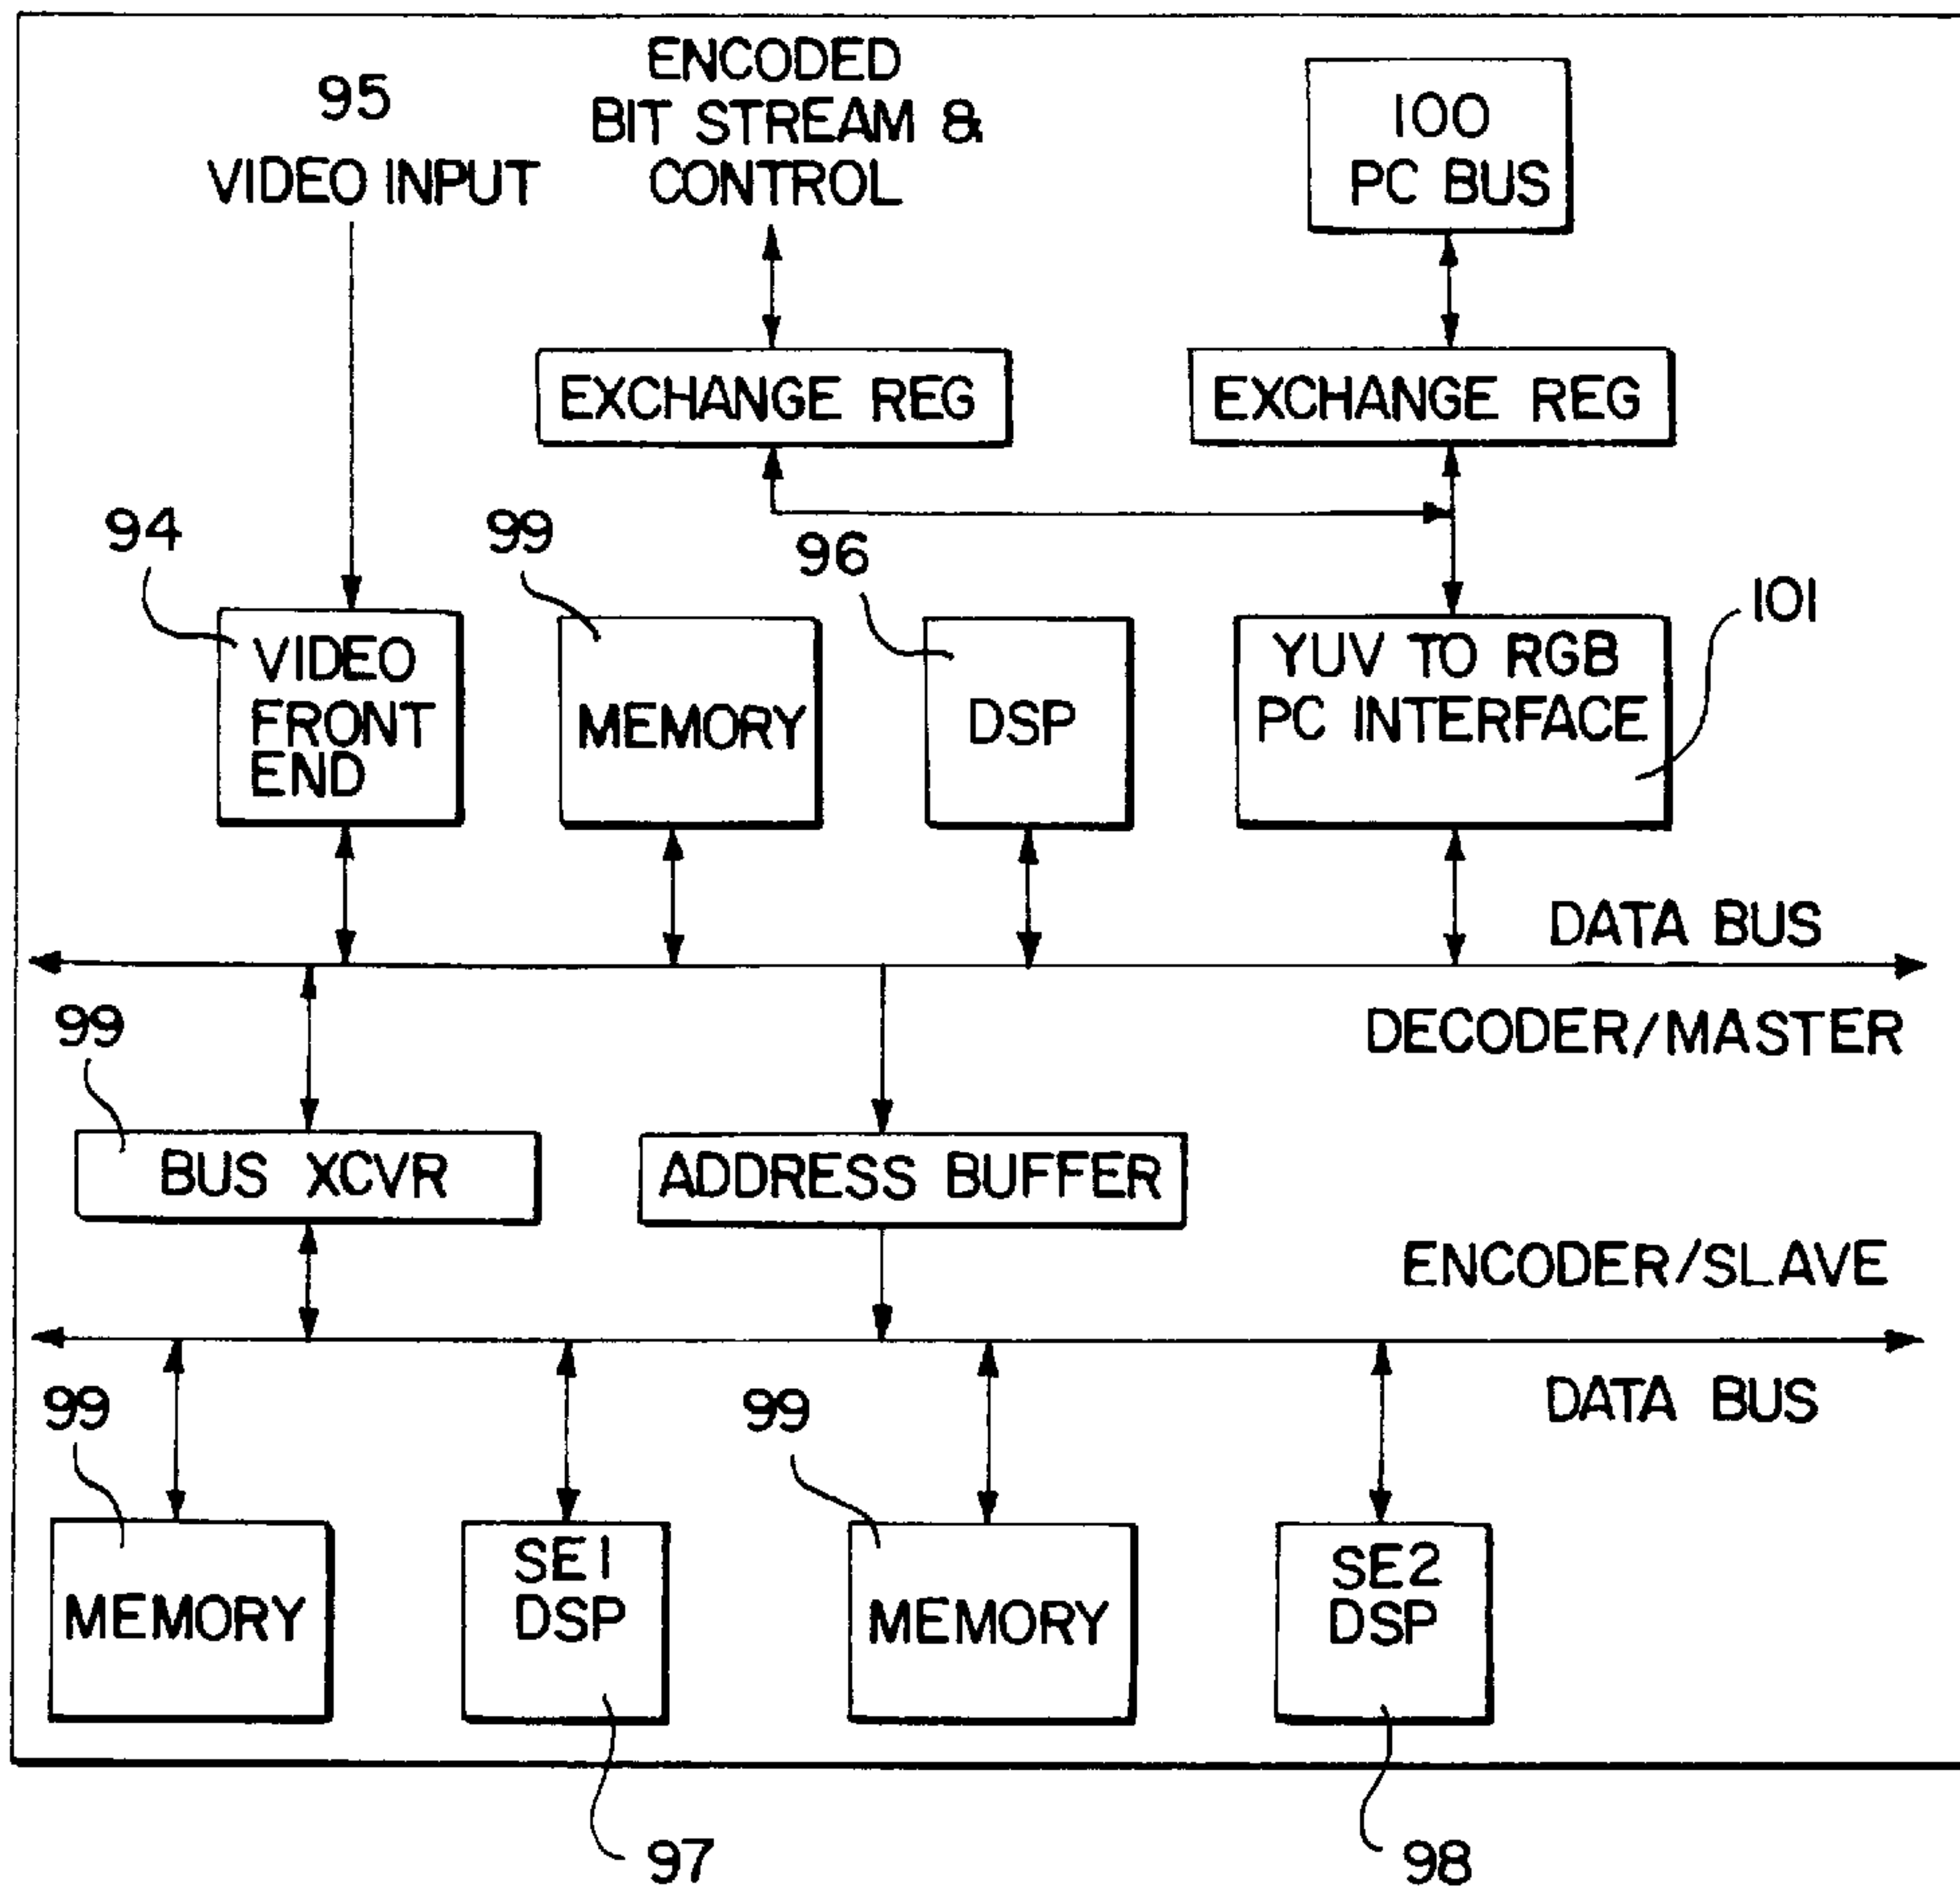 95
VIDEO INPUT
ENCODED
BIT STREAM &
CONTROL
100
PC BUS
EXCHANGE REG
EXCHANGE REG
94
99
96
101
VIDEO
FRONT
END
MEMORY
DSP
YUV TO RGB
PC INTERFACE
DATA BUS
DECODER/MASTER
99
BUS XCVR
ADDRESS BUFFER
ENCODER/SLAVE
DATA BUS
99
99
MEMORY
SE1
DSP
MEMORY
SE2
DSP
97
98